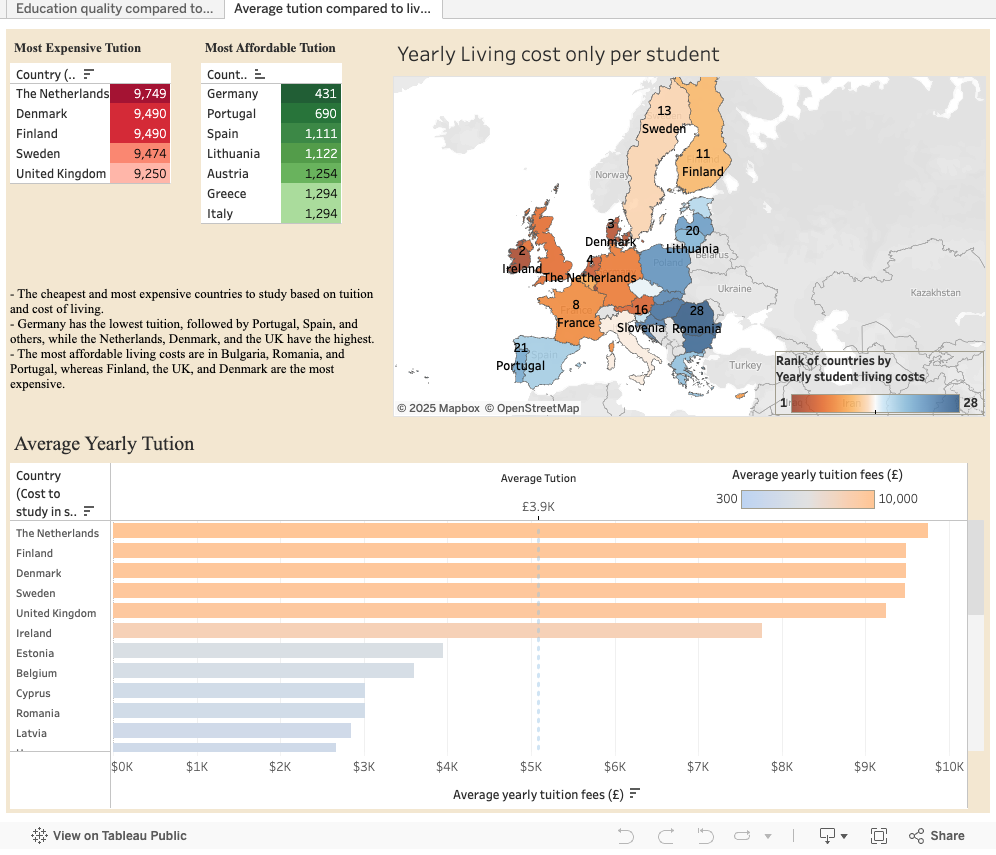 Education quality compared to...
Average tution compared to liv...
Most Expensive Tution
Country (..
The Netherlands 9,749
Denmark 9,490
Finland 9,490
Sweden 9,474
United Kingdom 9,250
Most Affordable Tution
Count..
Germany 431
Portugal 690
Spain 1,111
Lithuania 1,122
Austria 1,254
Greece 1,294
Italy 1,294
- The cheapest and most expensive countries to study based on tuition
and cost of living.
- Germany has the lowest tuition, followed by Portugal, Spain, and
others, while the Netherlands, Denmark, and the UK have the highest.
- The most affordable living costs are in Bulgaria, Romania, and
Portugal, whereas Finland, the UK, and Denmark are the most
expensive.
Yearly Living cost only per student
13
Sweden
11
Finland
Norway
3
Denmark
20
Lithuania
Belarus
2
Ireland
4
The Netherlands
Poland
Ukraine
Kazakhstan
8
France
16
Slovenia
28
Romania
21
Portugal
Spain
Turkey
Iraq
Iran
Rank of countries by
Yearly student living costs
1
28
© 2025 Mapbox © OpenStreetMap
Average Yearly Tution
Country
(Cost to
study in s..
Average Tution
£3.9K
Average yearly tuition fees (£)
300
10,000
The Netherlands
Finland
Denmark
Sweden
United Kingdom
Ireland
Estonia
Belgium
Cyprus
Romania
Latvia
$0K $1K $2K $3K $4K $5K $6K $7K $8K $9K $10K
Average yearly tuition fees (£)
View on Tableau Public
Share